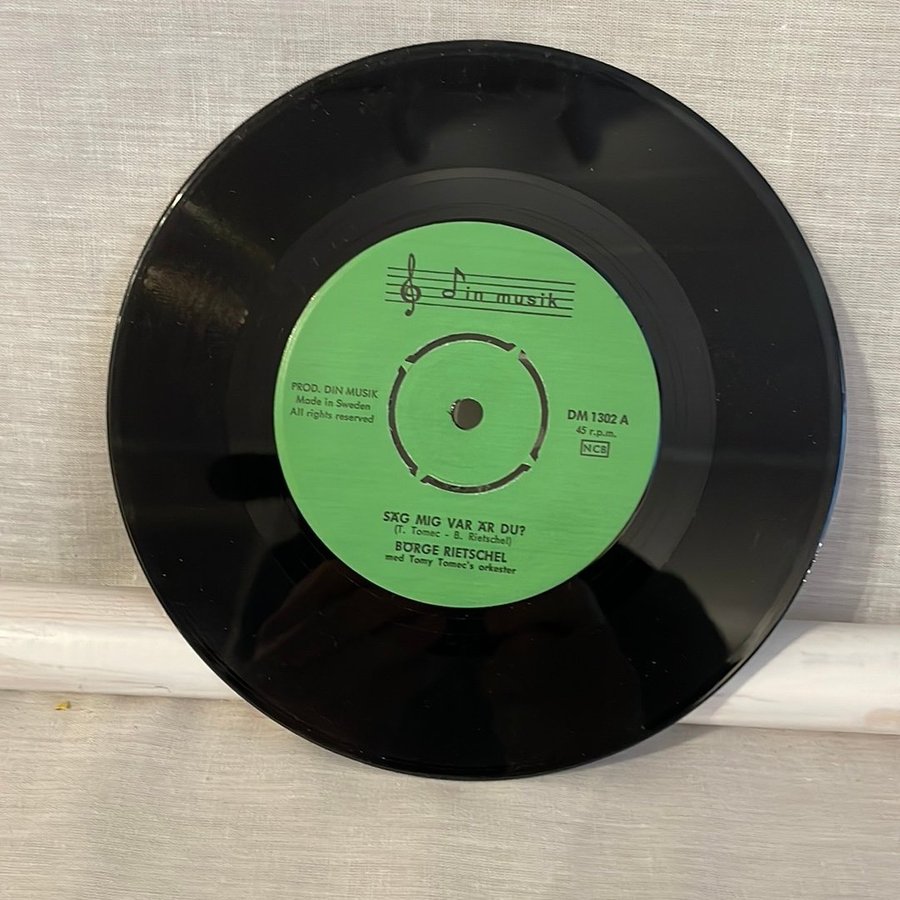 Din musik
PROD. DIN MUSIK
Made in Sweden
All rights reserved
DM 1302 A
45 r.p.m.
NCB
SÄG MIG VAR ÄR DU?
(T. Tomec - B. Rietschel)
BÖRGE RIETSCHEL
med Tomy Tomec's orkester